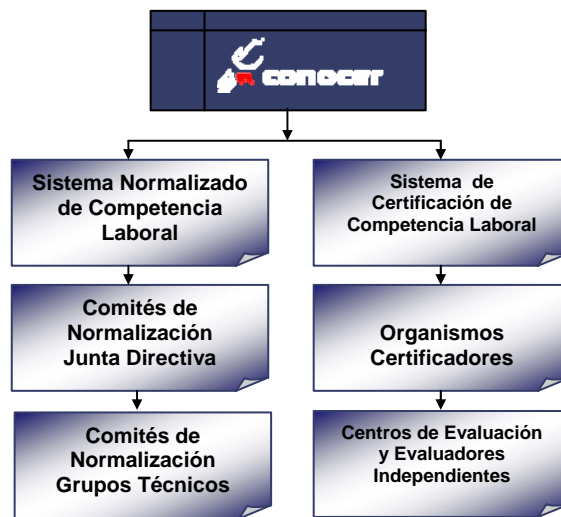 conocer
Sistema Normalizado
de Competencia
Laboral
Sistema de
Certificación de
Competencia Laboral
Comités de
Normalización
Junta Directiva
Organismos
Certificadores
Comités de
Normalización
Grupos Técnicos
Centros de Evaluación
y Evaluadores
Independientes